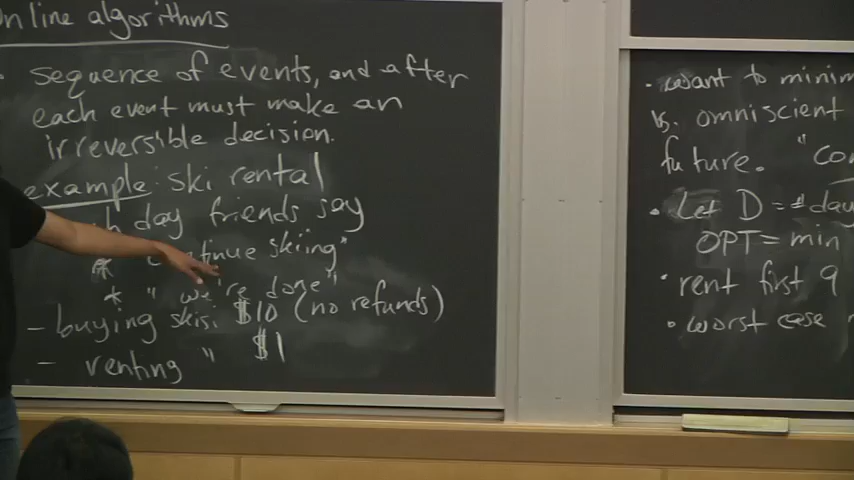 online algorithms
sequence of events, and after
each event must make an
irreversible decision.
example: ski rental
day friends say
* skiing"
* "we're done"
- buying skis: $10 (no refunds)
- renting " $1
• want to minim
vs. omniscient
future. "Co
• Let D = # day
OPT = min
• rent first 9
• worst case